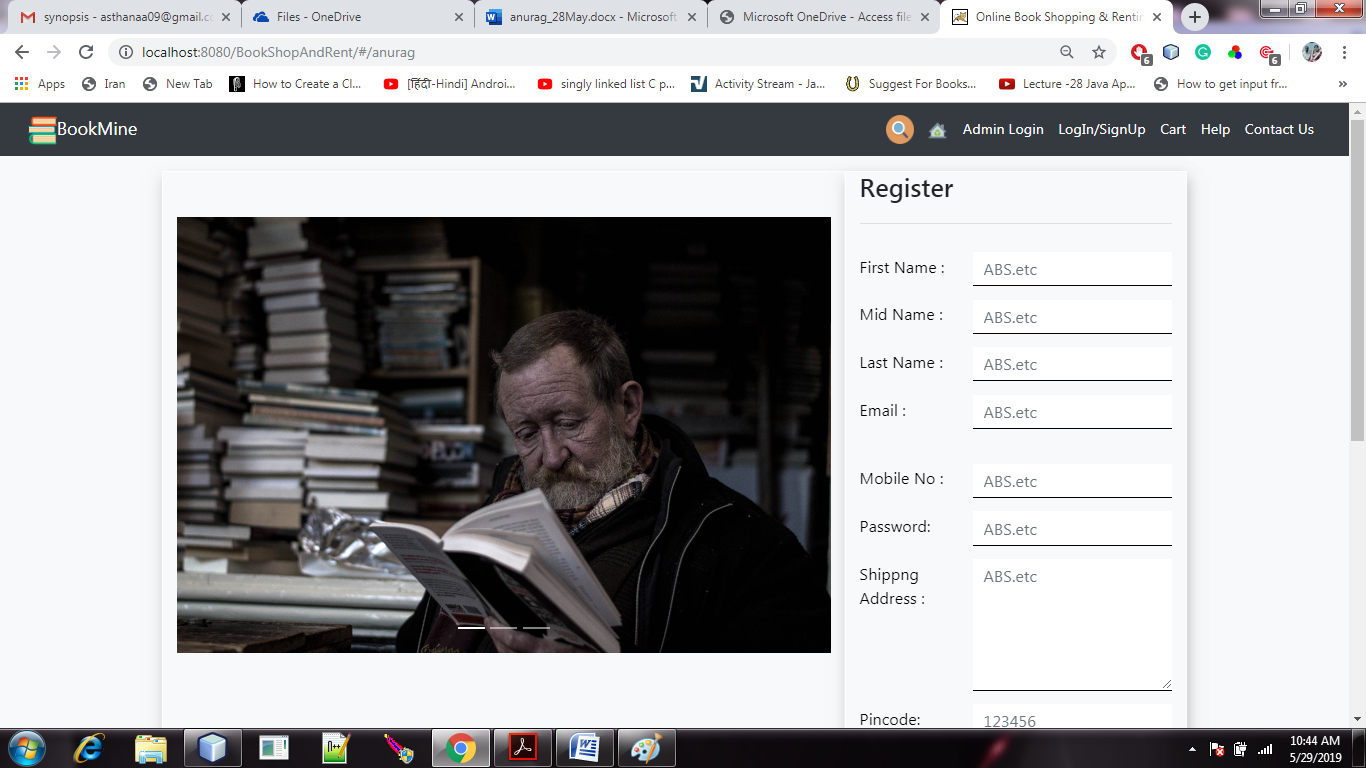 synopsis - asthanaa09@gmail.co
Files - OneDrive
anurag_28May.docx - Microsoft
Microsoft OneDrive - Access file
Online Book Shopping & Rentin
localhost:8080/BookShopAndRent/#/anurag
6
6
Apps
Iran
New Tab
How to Create a Cl...
[हिंदी-Hindi] Androi...
singly linked list C p...
Activity Stream - Ja...
Suggest For Books...
Lecture -28 Java Ap...
How to get input fr...
»
BookMine
Admin Login
LogIn/SignUp
Cart
Help
Contact Us
Register
First Name :
ABS.etc
Mid Name :
ABS.etc
Last Name :
ABS.etc
Email :
ABS.etc
Mobile No :
ABS.etc
Password:
ABS.etc
Shippng
Address :
ABS.etc
Pincode:
123456
10:44 AM
5/29/2019